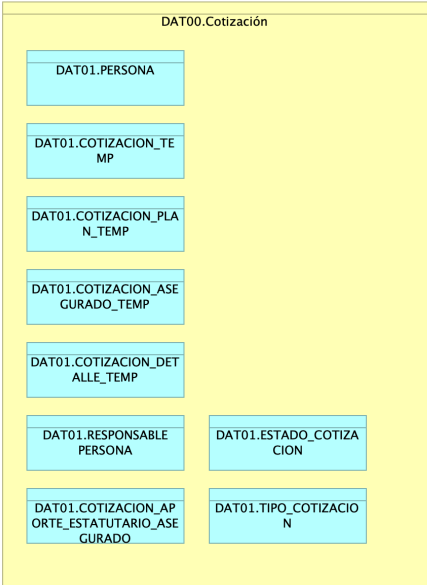 DAT00.Cotización
DAT01.PERSONA
DAT01.COTIZACION_TE
MP
DAT01.COTIZACION_PLA
N_TEMP
DAT01.COTIZACION_ASE
GURADO_TEMP
DAT01.COTIZACION_DET
ALLE_TEMP
DAT01.RESPONSABLE
PERSONA
DAT01.ESTADO_COTIZA
CION
DAT01.COTIZACION_AP
ORTE_ESTATUTARIO_ASE
GURADO
DAT01.TIPO_COTIZACIO
N